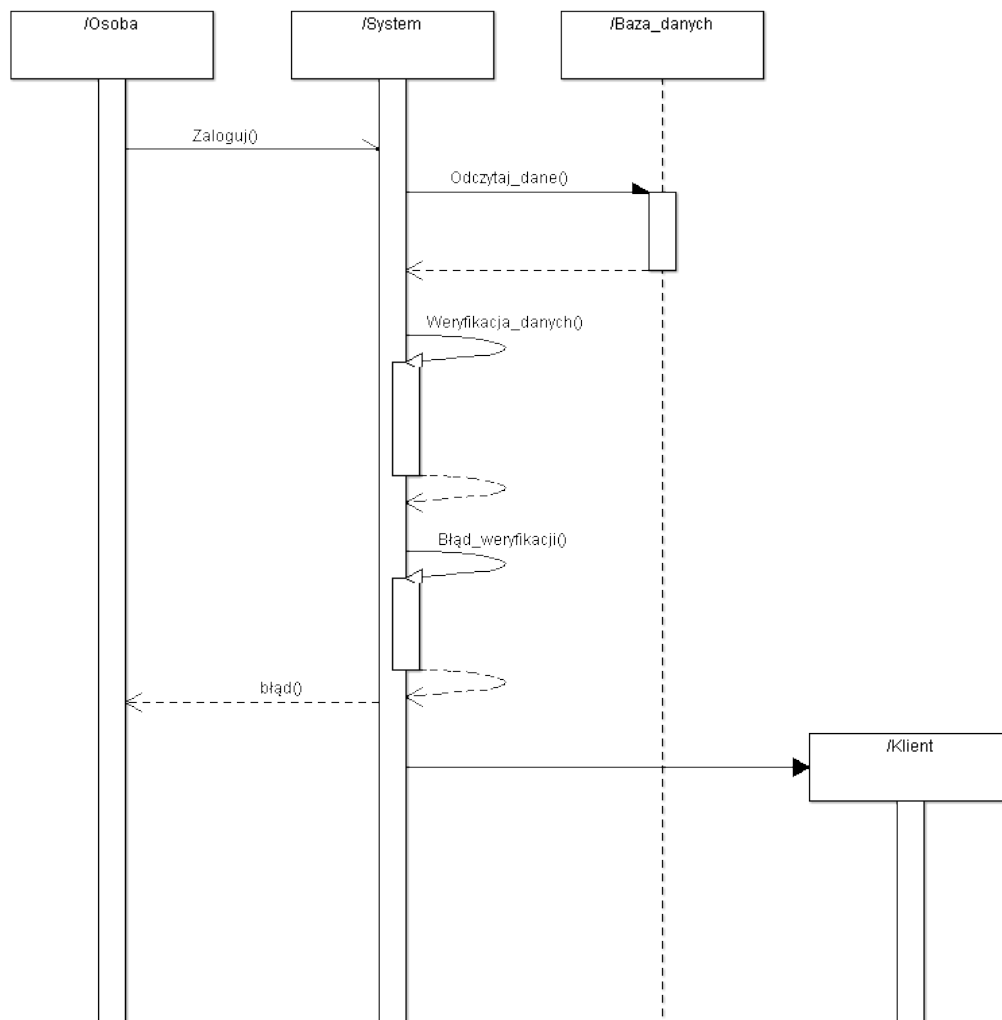 /Osoba
/System
/Baza_danych
Zaloguj()
Odczytaj_dane()
Weryfikacja_danych()
Błąd_weryfikacji()
błąd()
/Klient